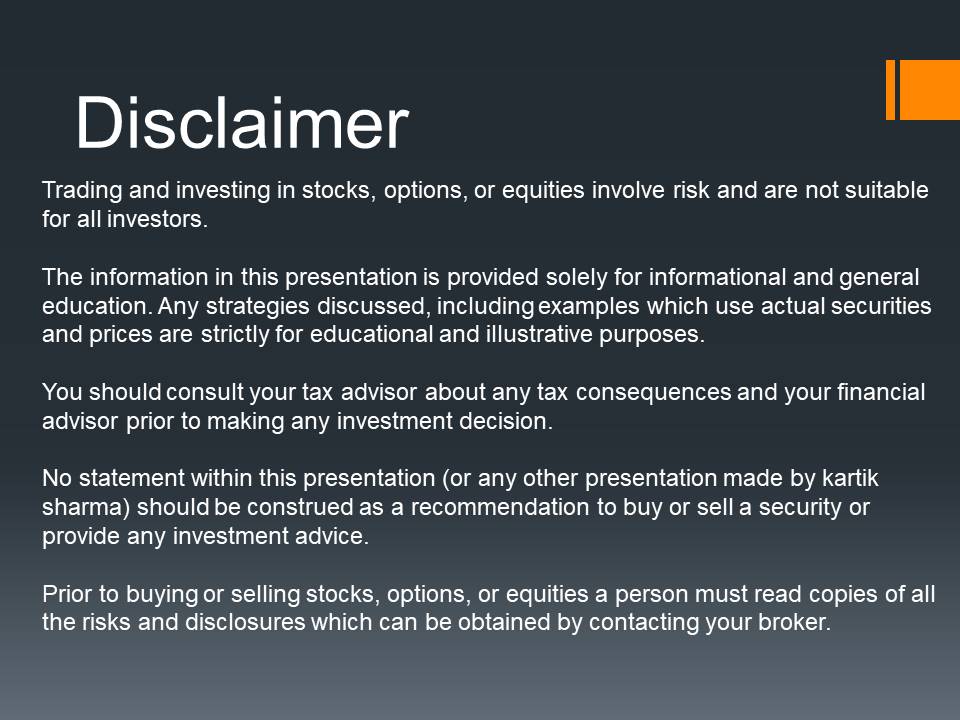 Disclaimer
Trading and investing in stocks, options, or equities involve risk and are not suitable
for all investors.
The information in this presentation is provided solely for informational and general
education. Any strategies discussed, including examples which use actual securities
and prices are strictly for educational and illustrative purposes.
You should consult your tax advisor about any tax consequences and your financial
advisor prior to making any investment decision.
No statement within this presentation (or any other presentation made by kartik
sharma) should be construed as a recommendation to buy or sell a security or
provide any investment advice.
Prior to buying or selling stocks, options, or equities a person must read copies of all
the risks and disclosures which can be obtained by contacting your broker.